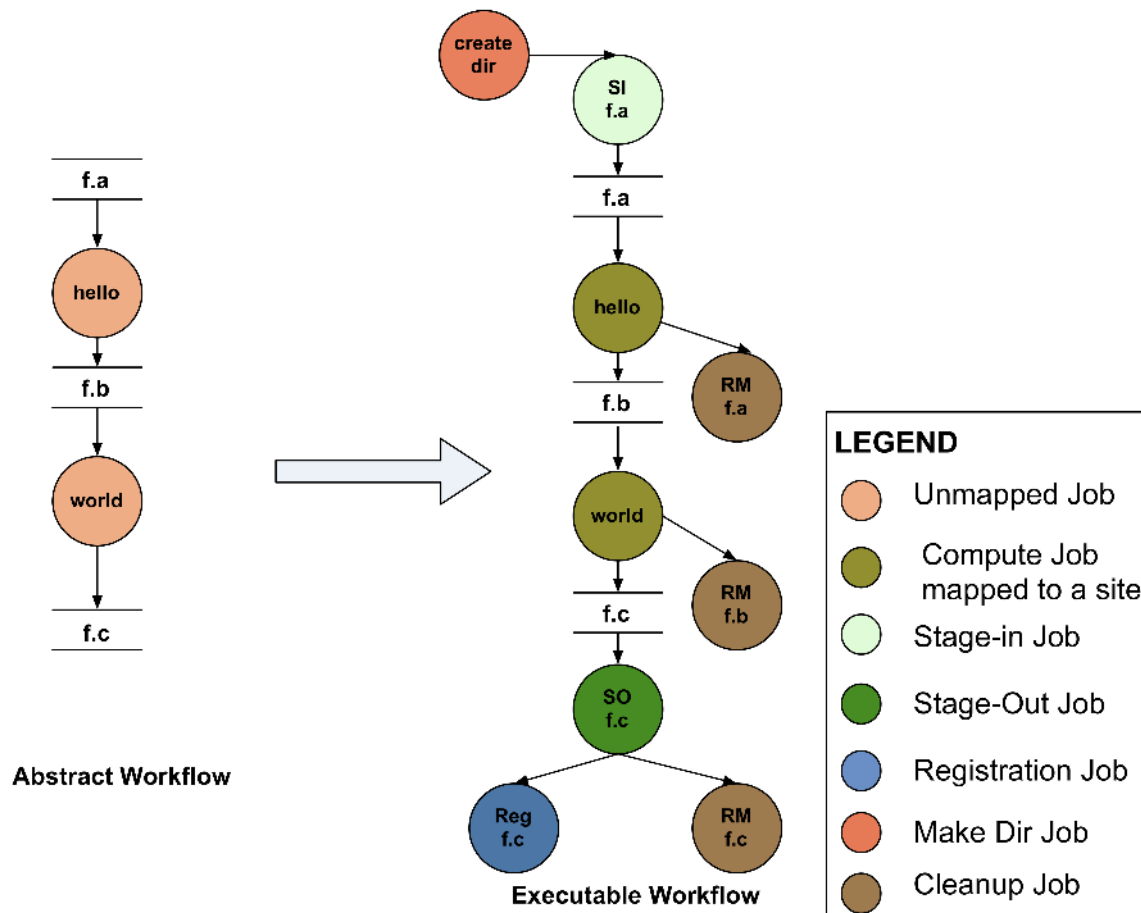 f.a
hello
f.b
world
f.c
Abstract Workflow
create
dir
SI
f.a
f.a
hello
RM
f.a
f.b
world
RM
f.b
f.c
SO
f.c
Reg
f.c
RM
f.c
Executable Workflow
LEGEND
Unmapped Job
Compute Job
mapped to a site
Stage-in Job
Stage-Out Job
Registration Job
Make Dir Job
Cleanup Job